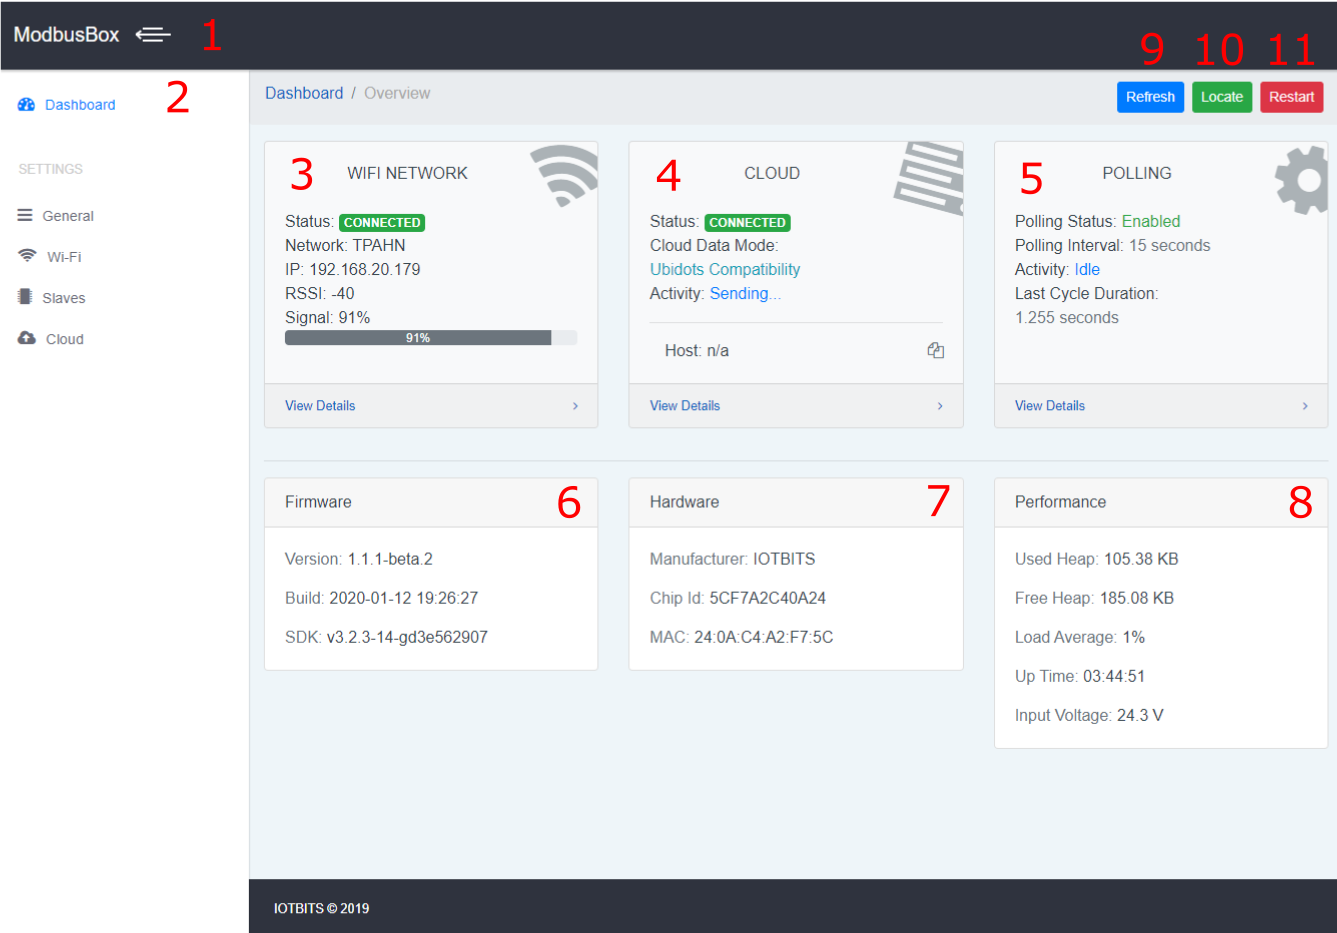 ModbusBox 1
9 10 11
Dashboard 2
Dashboard / Overview
Refresh Locate Restart
SETTINGS
General
Wi-Fi
Slaves
Cloud
3 WIFI NETWORK
Status: CONNECTED
Network: TPAHN
IP: 192.168.20.179
RSSI: -40
Signal: 91%
91%
View Details
4 CLOUD
Status: CONNECTED
Cloud Data Mode:
Ubidots Compatibility
Activity: Sending...
Host: n/a
View Details
5 POLLING
Polling Status: Enabled
Polling Interval: 15 seconds
Activity: Idle
Last Cycle Duration:
1.255 seconds
View Details
Firmware 6
Version: 1.1.1-beta.2
Build: 2020-01-12 19:26:27
SDK: v3.2.3-14-gd3e562907
Hardware 7
Manufacturer: IOTBITS
Chip Id: 5CF7A2C40A24
MAC: 24:0A:C4:A2:F7:5C
Performance 8
Used Heap: 105.38 KB
Free Heap: 185.08 KB
Load Average: 1%
Up Time: 03:44:51
Input Voltage: 24.3 V
IOTBITS © 2019